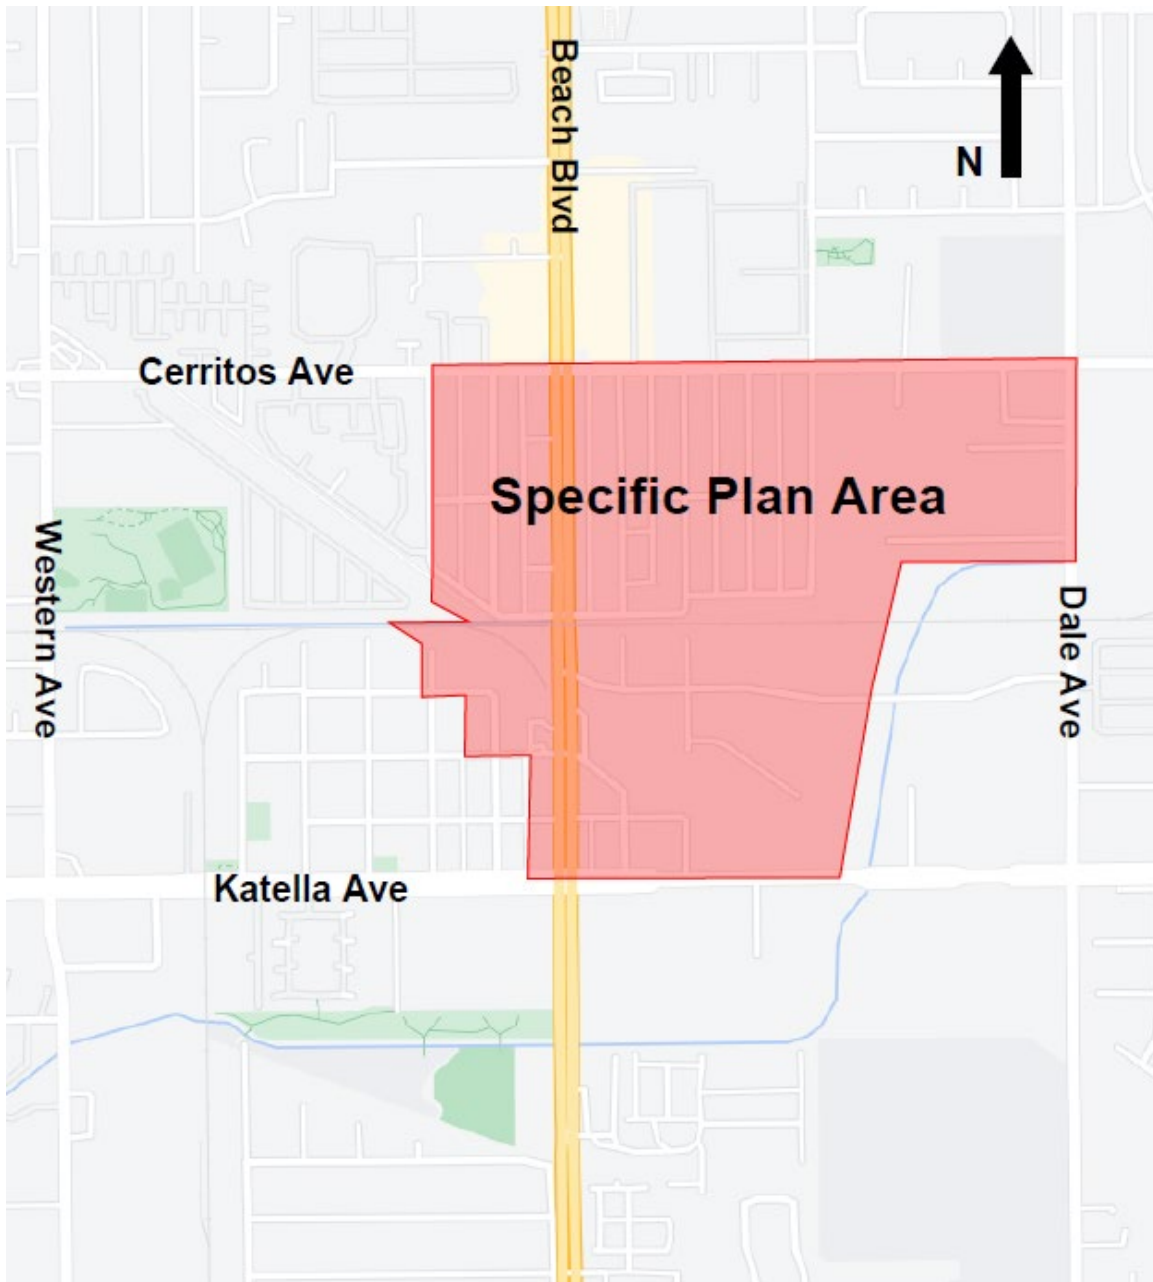 Beach Blvd
N
Cerritos Ave
Specific Plan Area
Western Ave
Dale Ave
Katella Ave